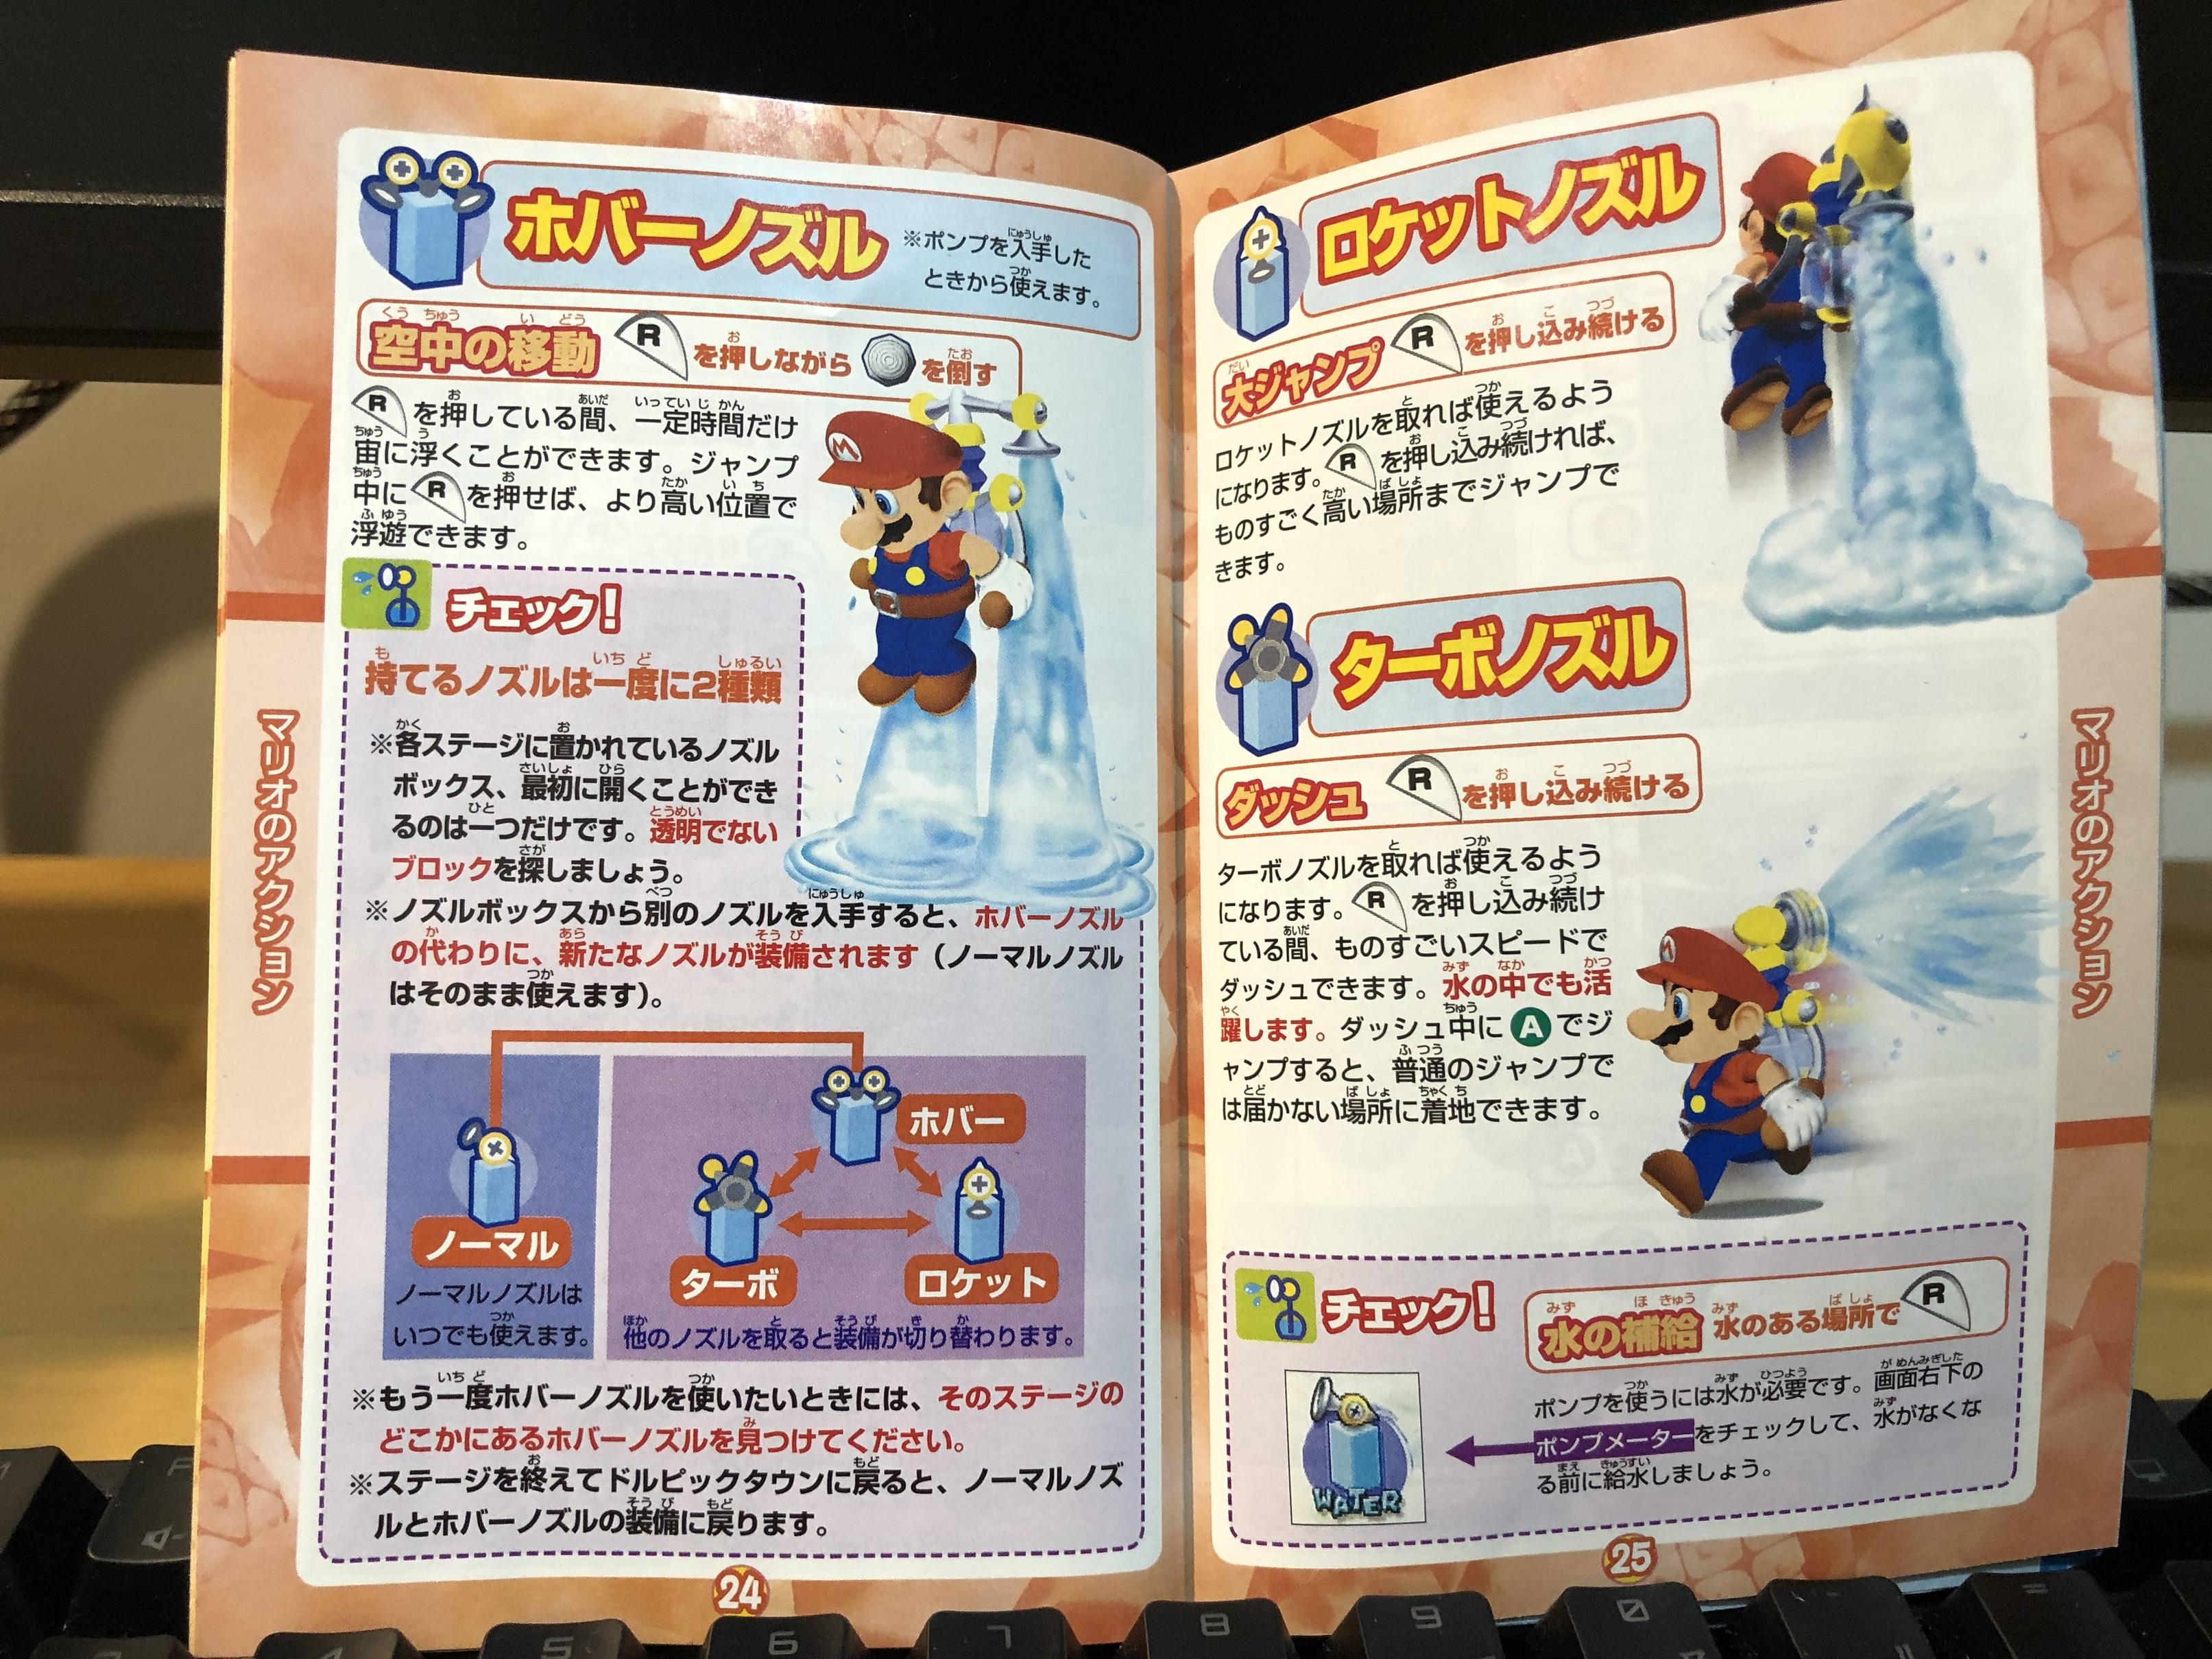 ホバーノズル
※ポンプを入手した
ときから使えます。
空中の移動 Rを押しながら を倒す
Rを押している間、一定時間だけ
宙に浮くことができます。ジャンプ
中にRを押せば、より高い位置で
浮遊できます。
チェック!
持てるノズルは一度に2種類
※各ステージに置かれているノズル
ボックス、最初に開くことができ
るのは一つだけです。透明でない
ブロックを探しましょう。
※ノズルボックスから別のノズルを入手すると、ホバーノズル
の代わりに、新たなノズルが装備されます（ノーマルノズル
はそのまま使えます）。
ホバー
ノーマル
ターボ
ロケット
ノーマルノズルは
いつでも使えます。
他のノズルを取ると装備が切り替わります。
※もう一度ホバーノズルを使いたいときには、そのステージの
どこかにあるホバーノズルを見つけてください。
※ステージを終えてドルピックタウンに戻ると、ノーマルノズ
ルとホバーノズルの装備に戻ります。
マリオのアクション
24
ロケットノズル
大ジャンプ Rを押し込み続ける
ロケットノズルを取れば使えるよう
になります。Rを押し込み続ければ、
ものすごく高い場所までジャンプで
きます。
ターボノズル
ダッシュ Rを押し込み続ける
ターボノズルを取れば使えるよう
になります。Rを押し込み続け
ている間、ものすごいスピードで
ダッシュできます。水の中でも活
躍します。ダッシュ中にAでジ
ャンプすると、普通のジャンプで
は届かない場所に着地できます。
チェック!
水の補給 水のある場所でR
ポンプを使うには水が必要です。画面右下の
ポンプメーターをチェックして、水がなくな
る前に給水しましょう。
WATER
マリオのアクション
25
4
5
6
7
8
9
0